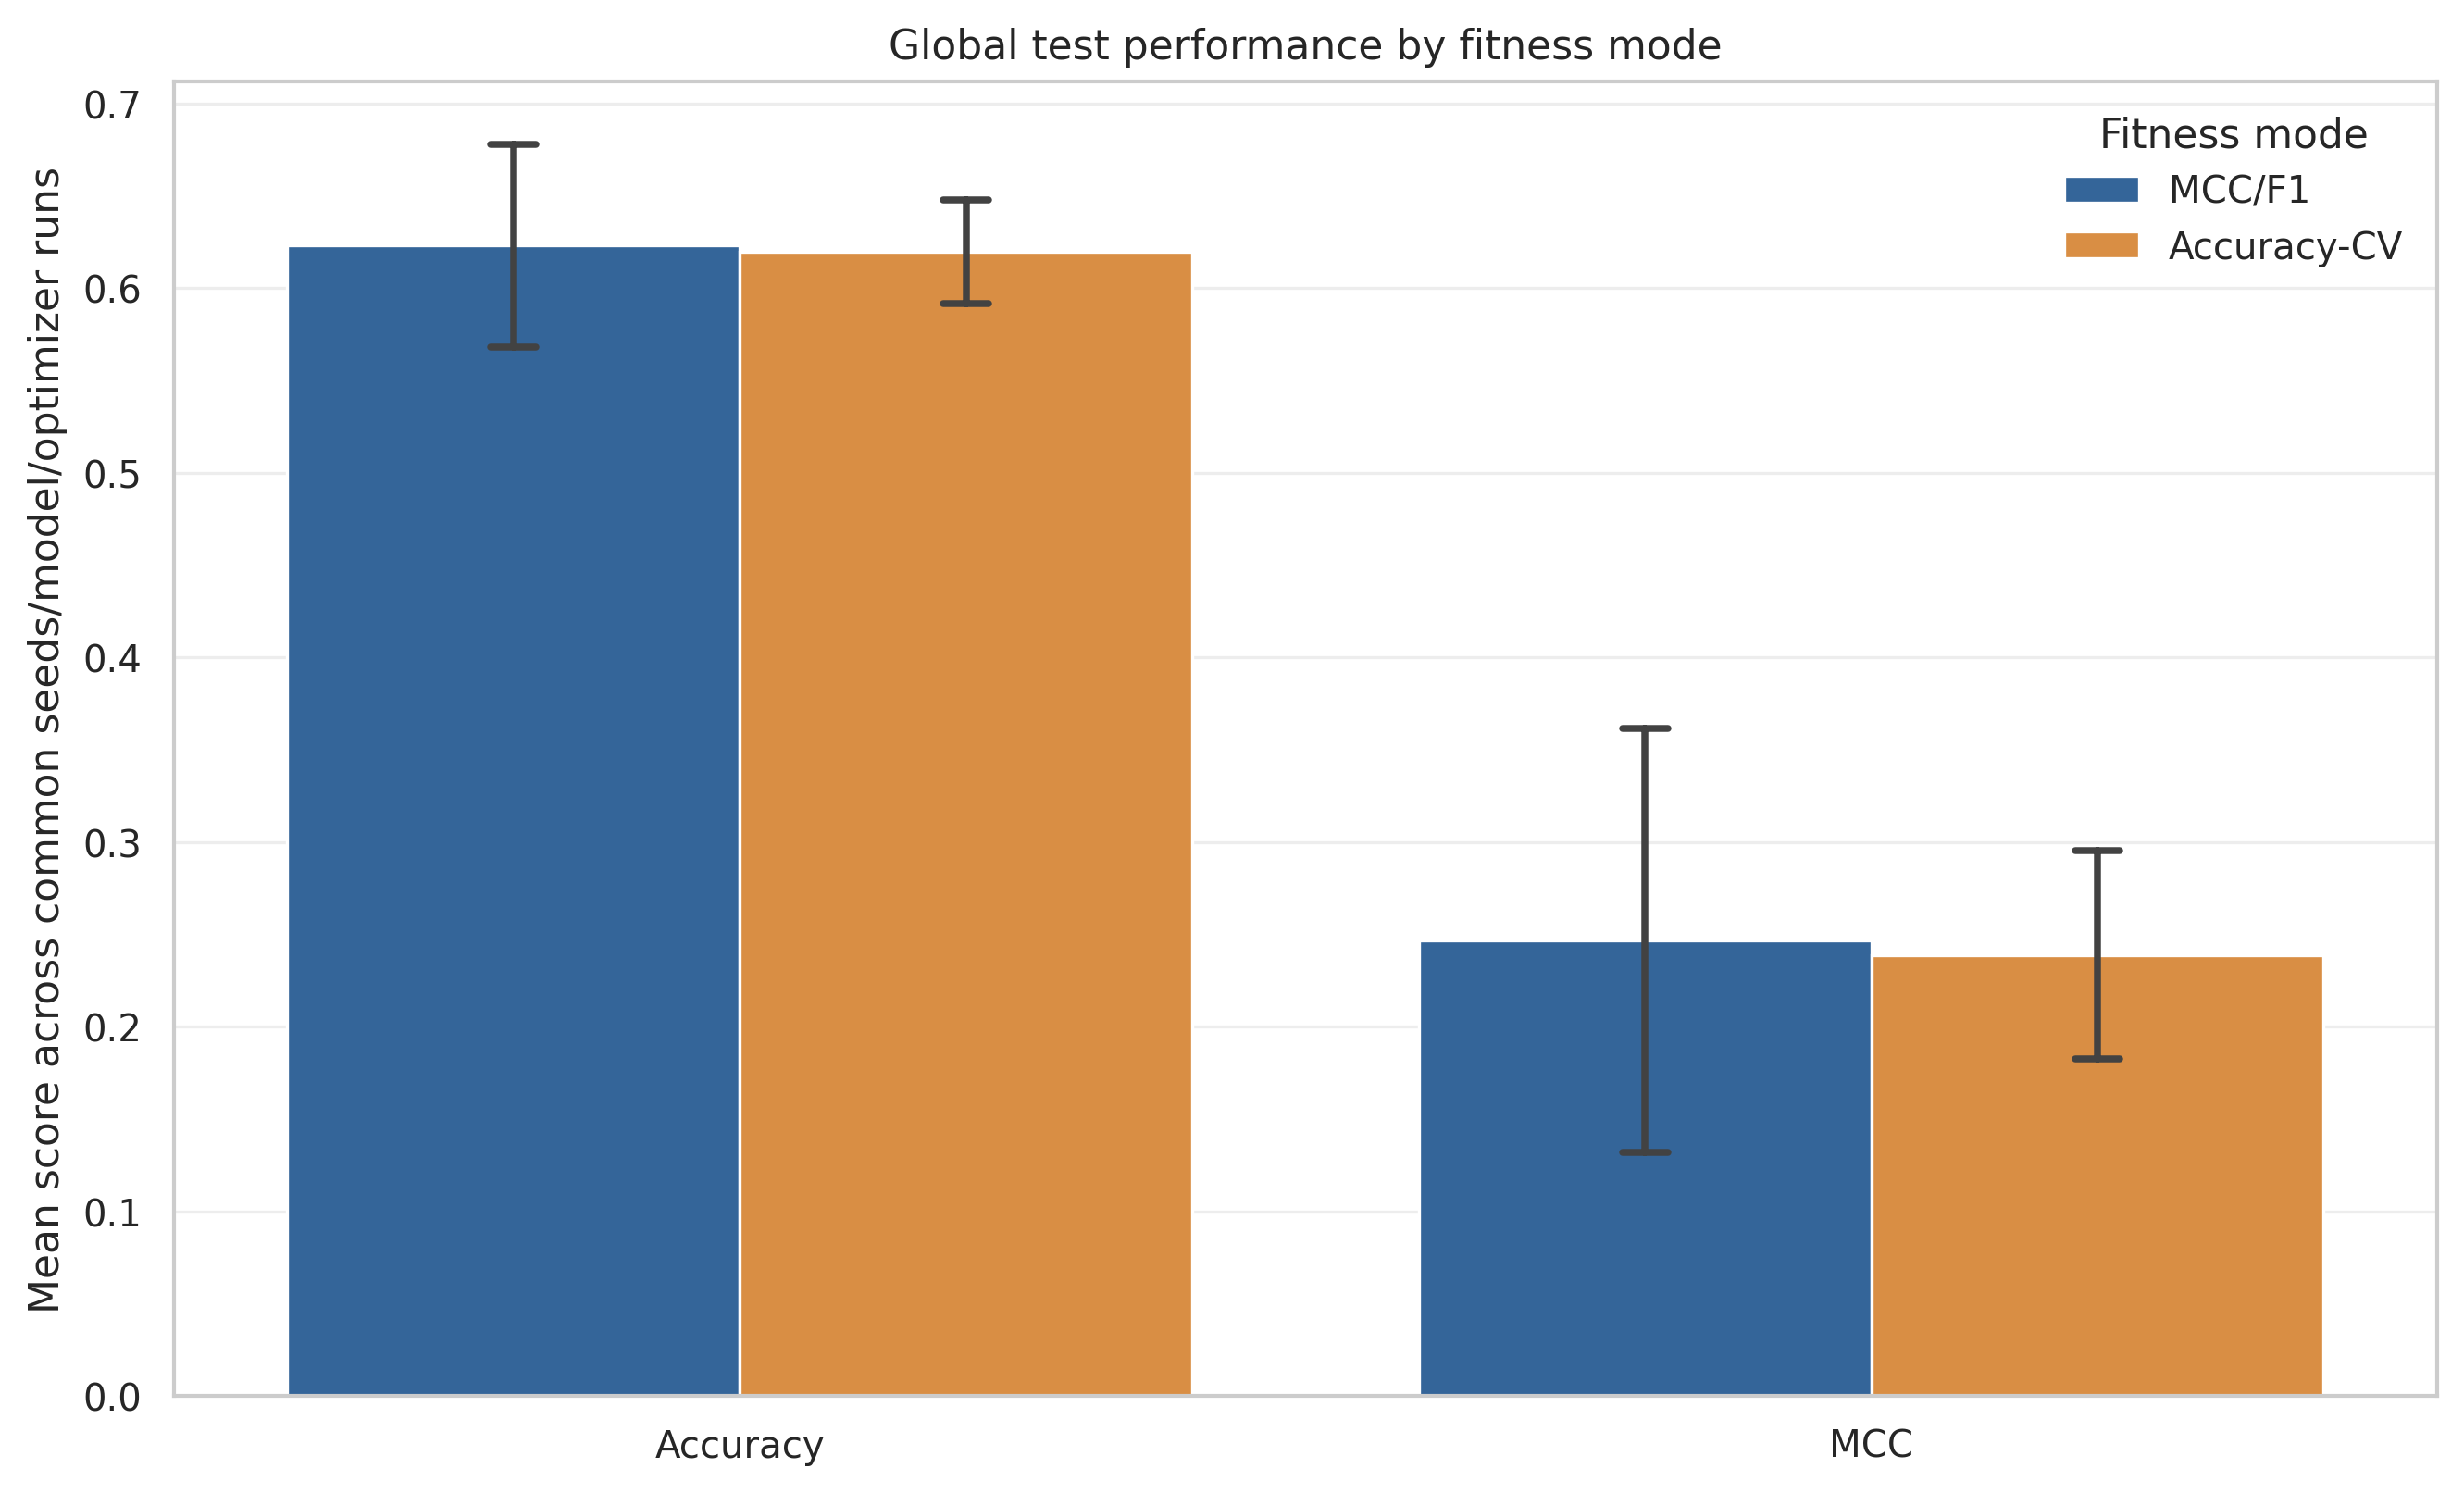 Global test performance by fitness mode
Mean score across common seeds/model/optimizer runs
0.7
0.6
0.5
0.4
0.3
0.2
0.1
0.0
Fitness mode
MCC/F1
Accuracy-CV
Accuracy
MCC